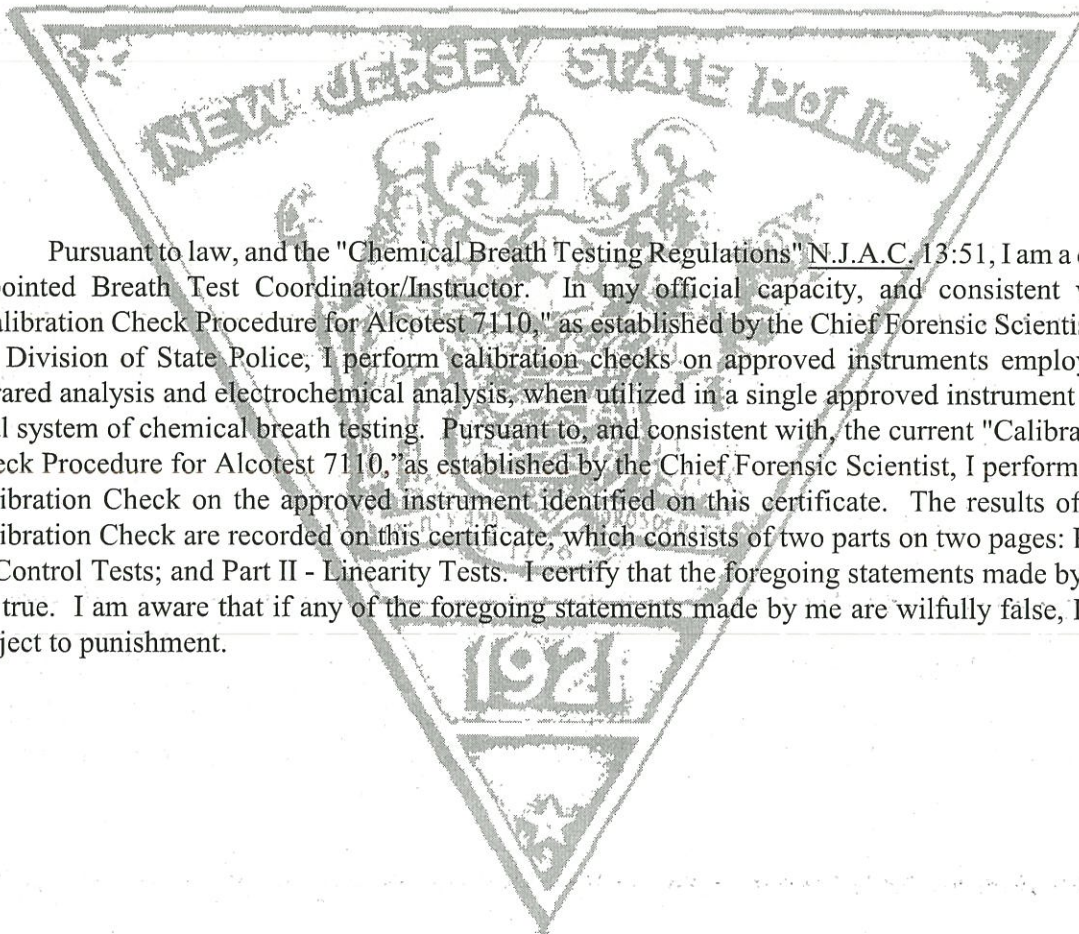 NEW JERSEY STATE POLICE
Pursuant to law, and the "Chemical Breath Testing Regulations" N.J.A.C. 13:51, I am a
ointed Breath Test Coordinator/Instructor. In my official capacity, and consistent
libration Check Procedure for Alcotest 7110," as established by the Chief Forensic Scienti
Division of State Police, I perform calibration checks on approved instruments employ
ared analysis and electrochemical analysis, when utilized in a single approved instrument
l system of chemical breath testing. Pursuant to, and consistent with, the current "Calibra
eck Procedure for Alcotest 7110,"as established by the Chief Forensic Scientist, I perform
ibration Check on the approved instrument identified on this certificate. The results of
ibration Check are recorded on this certificate, which consists of two parts on two pages:
Control Tests; and Part II - Linearity Tests. I certify that the foregoing statements made by
true. I am aware that if any of the foregoing statements made by me are wilfully false, I
ject to punishment.
1921